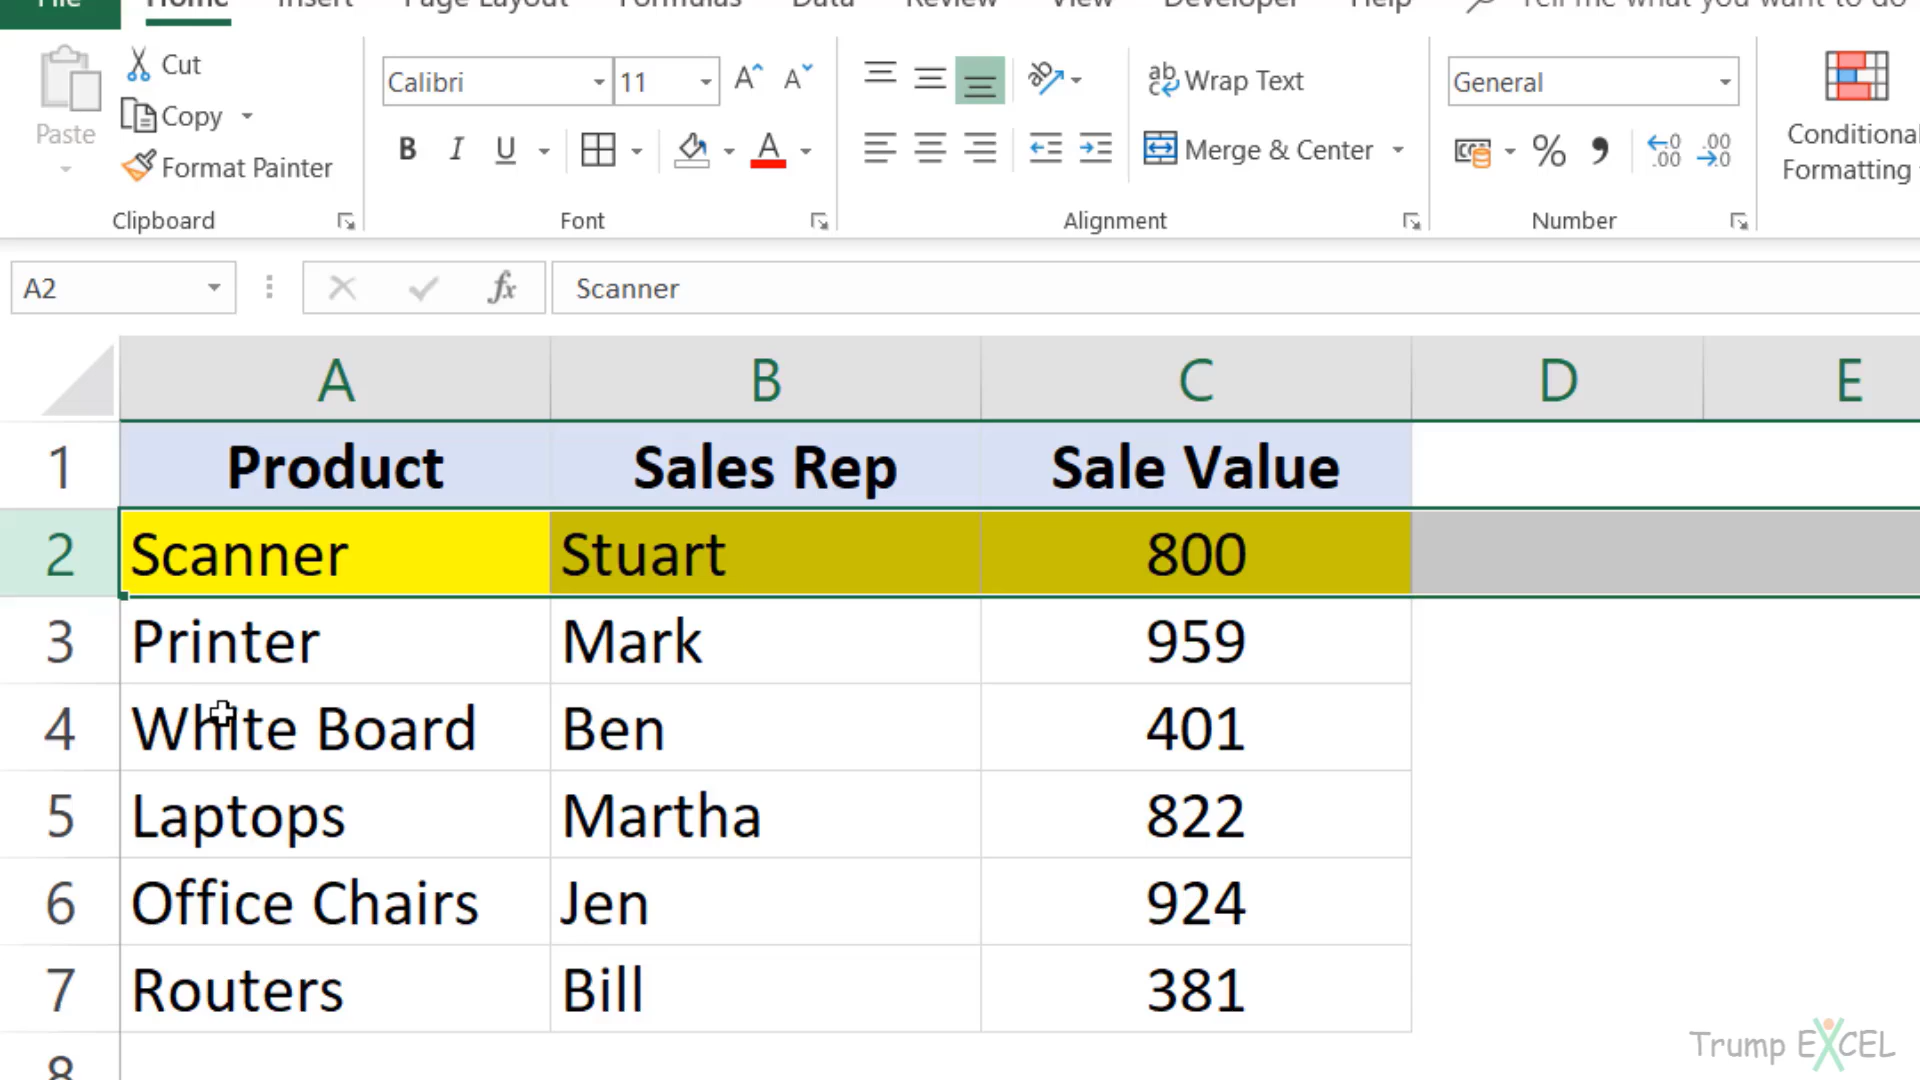 File Home Insert Page Layout Formulas Data Review View Developer Help Tell me what you want to do
Cut
Copy
Paste
Format Painter
Clipboard
Calibri 11
B I U A
Font
Wrap Text
Merge & Center
Alignment
General
% , .00 .00
Number
Conditional
Formatting
A2 fx Scanner
A B C D E
1 Product Sales Rep Sale Value
2 Scanner Stuart 800
3 Printer Mark 959
4 White Board Ben 401
5 Laptops Martha 822
6 Office Chairs Jen 924
7 Routers Bill 381
8
Trump EXCEL